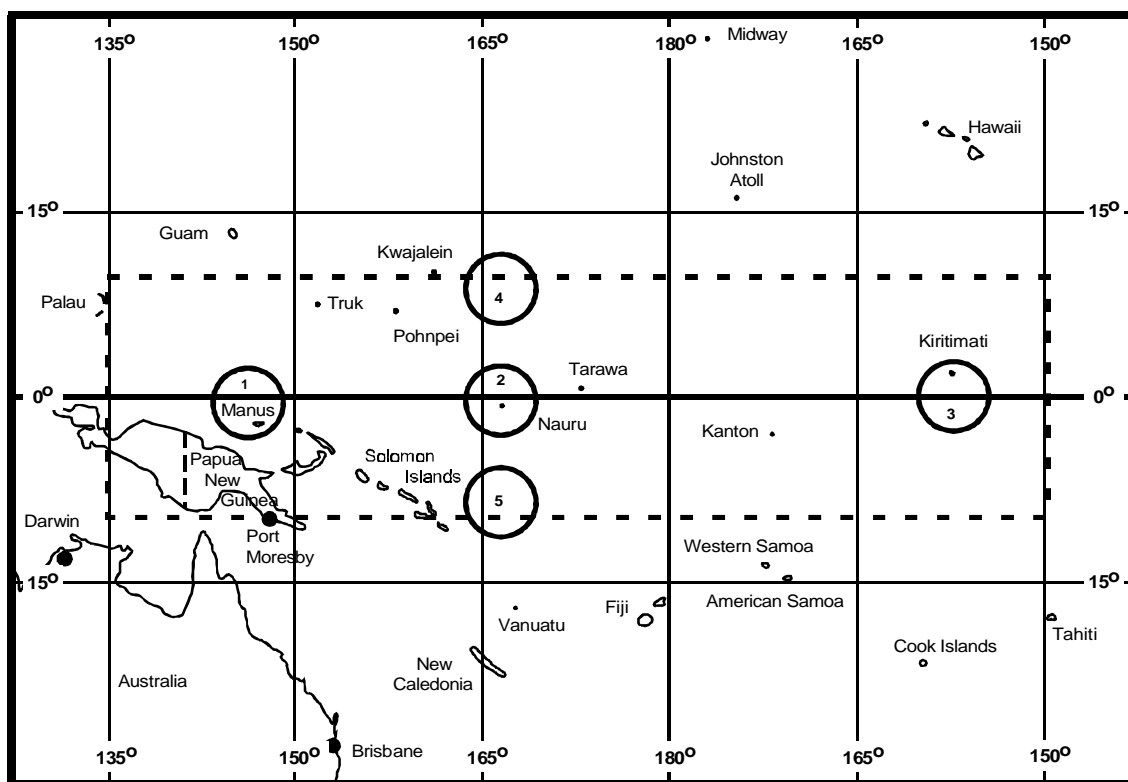 135° 150° 165° 180° 165° 150°
Midway
Hawaii
Johnston
Atoll
15° 15°
Guam
Kwajalein
Palau
Truk
4
Pohnpei
Kiritimati
Tarawa
1
2
0° 0°
Manus
3
Nauru
Kanton
Papua
New
Guinea
Solomon
Islands
5
Darwin
Port
Moresby
Western Samoa
15° 15°
American Samoa
Fiji
Vanuatu
Tahiti
Cook Islands
New
Caledonia
Australia
Brisbane
135° 150° 165° 180° 165° 150°